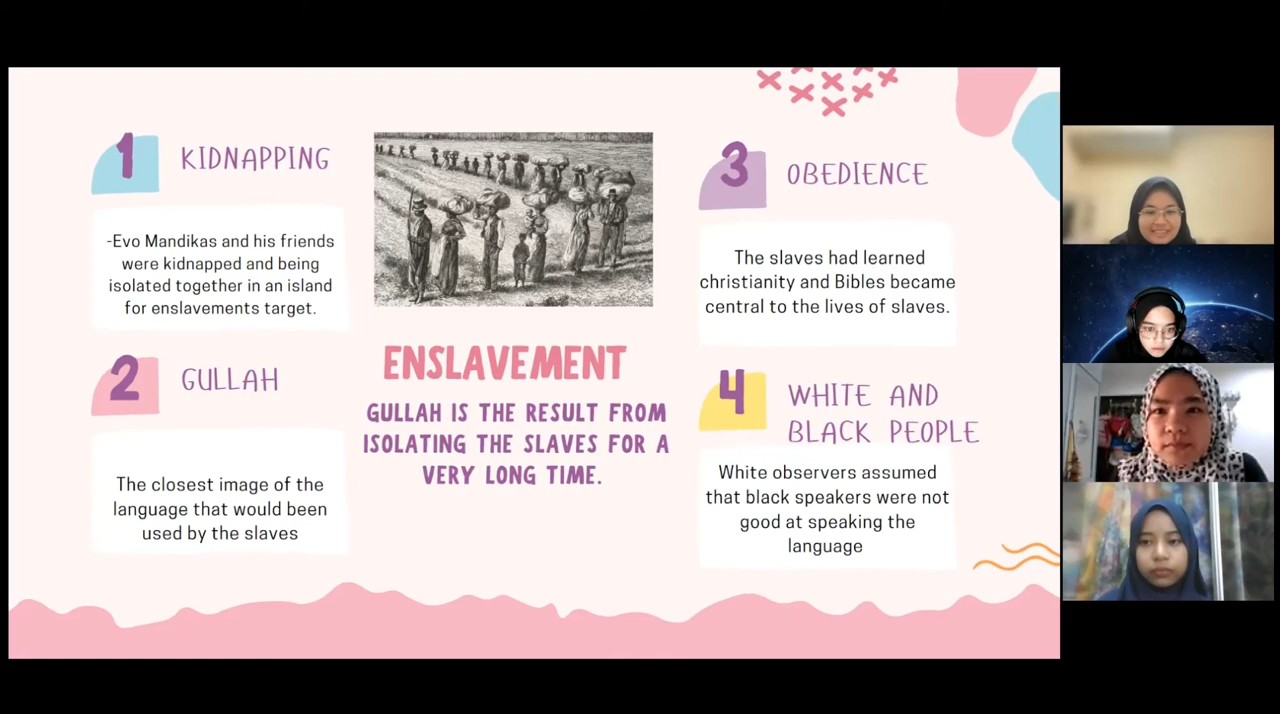 1
KIDNAPPING
-Evo Mandikas and his friends
were kidnapped and being
isolated together in an island
for enslavements target.
2
GULLAH
The closest image of the
language that would been
used by the slaves
ENSLAVEMENT
GULLAH IS THE RESULT FROM
ISOLATING THE SLAVES FOR A
VERY LONG TIME.
3
OBEDIENCE
The slaves had learned
christianity and Bibles became
central to the lives of slaves.
4
WHITE AND
BLACK PEOPLE
White observers assumed
that black speakers were not
good at speaking the
language